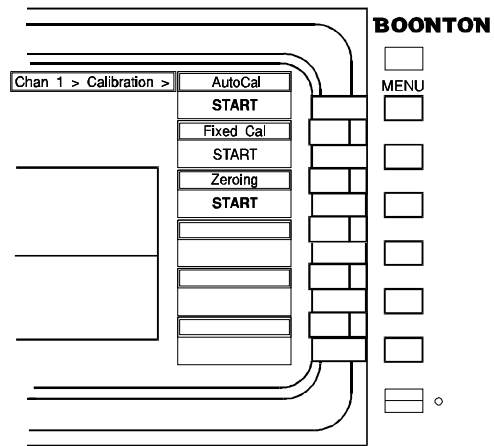 BOONTON
MENU
Chan 1 > Calibration >
AutoCal
START
Fixed Cal
START
Zeroing
START